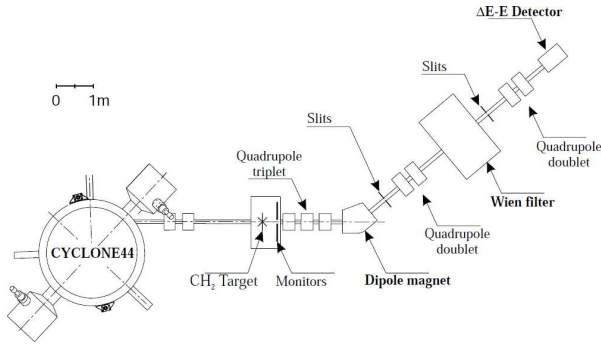 ΔE-E Detector
Slits
0 1m
Slits
Quadrupole
doublet
Quadrupole
triplet
Wien filter
Quadrupole
doublet
CYCLONE44
CH₂ Target
Monitors
Dipole magnet